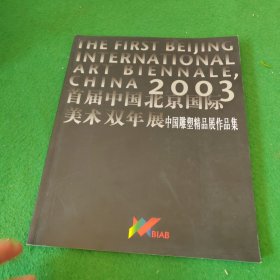 THE FIRST BEIJING
INTERNATIONAL
ART BIENNALE,
CHINA 2003
首届中国北京国际
美术双年展中国雕塑精品展作品集
BIAB